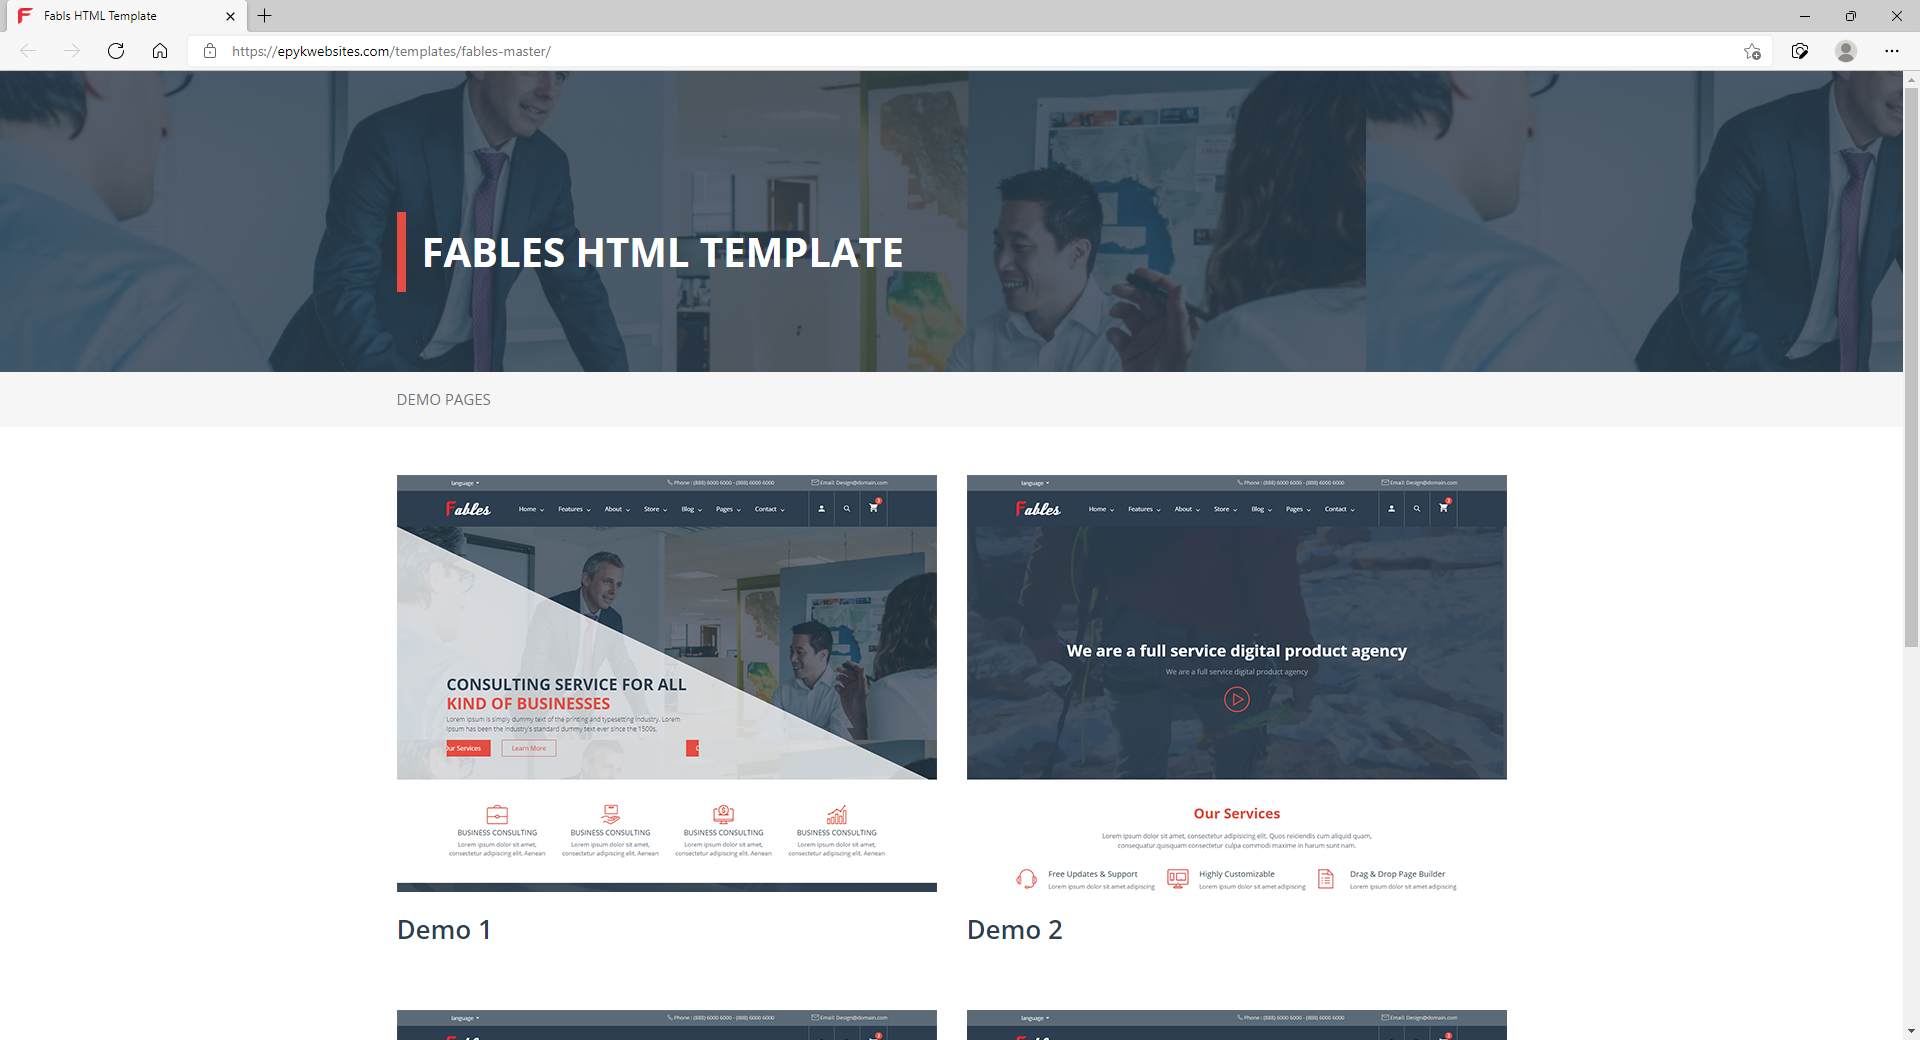 Fabls HTML Template
https://epykwebsites.com/templates/fables-master/
FABLES HTML TEMPLATE
DEMO PAGES
language
Phone : (888) 6000 6000 - (888) 6000 6000
Email: Design@domain.com
Fables
Home Features About Store Blog Pages Contact
3
CONSULTING SERVICE FOR ALL
KIND OF BUSINESSES
Lorem Ipsum is simply dummy text of the printing and typesetting industry. Lorem
Ipsum has been the industry's standard dummy text ever since the 1500s.
Our Services Learn More
BUSINESS CONSULTING
Lorem ipsum dolor sit amet,
consectetur adipiscing elit. Aenean
BUSINESS CONSULTING
Lorem ipsum dolor sit amet,
consectetur adipiscing elit. Aenean
BUSINESS CONSULTING
Lorem ipsum dolor sit amet,
consectetur adipiscing elit. Aenean
BUSINESS CONSULTING
Lorem ipsum dolor sit amet,
consectetur adipiscing elit. Aenean
Demo 1
language
Phone : (888) 6000 6000 - (888) 6000 6000
Email: Design@domain.com
Fables
Home Features About Store Blog Pages Contact
3
We are a full service digital product agency
We are a full service digital product agency
Our Services
Lorem ipsum dolor sit amet, consectetur adipisicing elit. Quos reiciendis cum aliquid quam,
consequatur.quisquam consectetur culpa commodi maxime in harum sunt nam.
Free Updates & Support
Lorem ipsum dolor sit amet adipiscing
Highly Customizable
Lorem ipsum dolor sit amet adipiscing
Drag & Drop Page Builder
Lorem ipsum dolor sit amet adipiscing
Demo 2
language
Phone : (888) 6000 6000 - (888) 6000 6000
Email: Design@domain.com
language
Phone : (888) 6000 6000 - (888) 6000 6000
Email: Design@domain.com